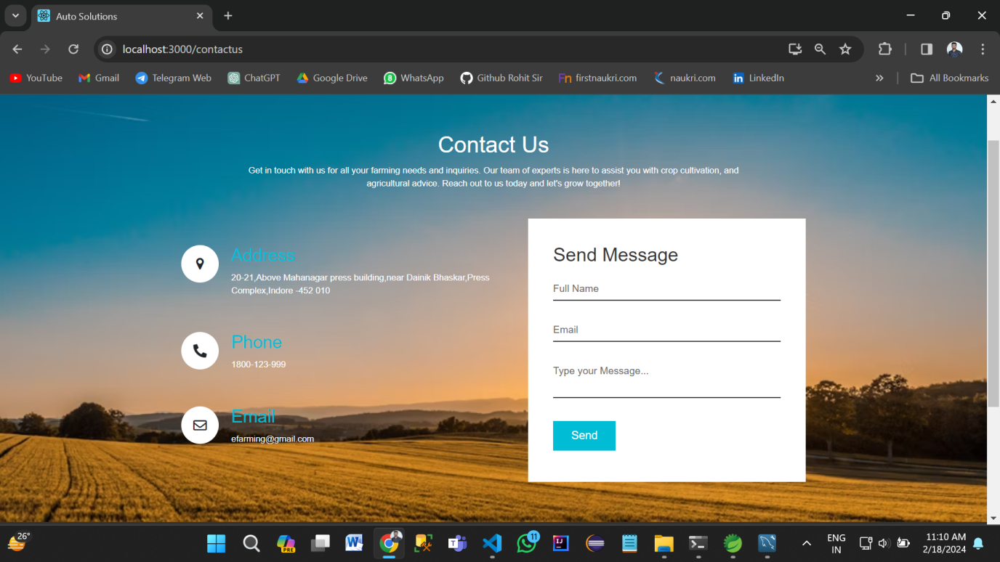 Auto Solutions
localhost:3000/contactus
YouTube
Gmail
Telegram Web
ChatGPT
Google Drive
8
WhatsApp
Github Rohit Sir
Fn
firstnaukri.com
naukri.com
in
LinkedIn
»
All Bookmarks
Contact Us
Get in touch with us for all your farming needs and inquiries. Our team of experts is here to assist you with crop cultivation, and
agricultural advice. Reach out to us today and let's grow together!
Address
20-21,Above Mahanagar press building,near Dainik Bhaskar,Press
Complex,Indore -452 010
Phone
1800-123-999
Email
efarming@gmail.com
Send Message
Full Name
Email
Type your Message...
Send
26°
PRE
W
T
11
IJ
ENG
IN
11:10 AM
2/18/2024